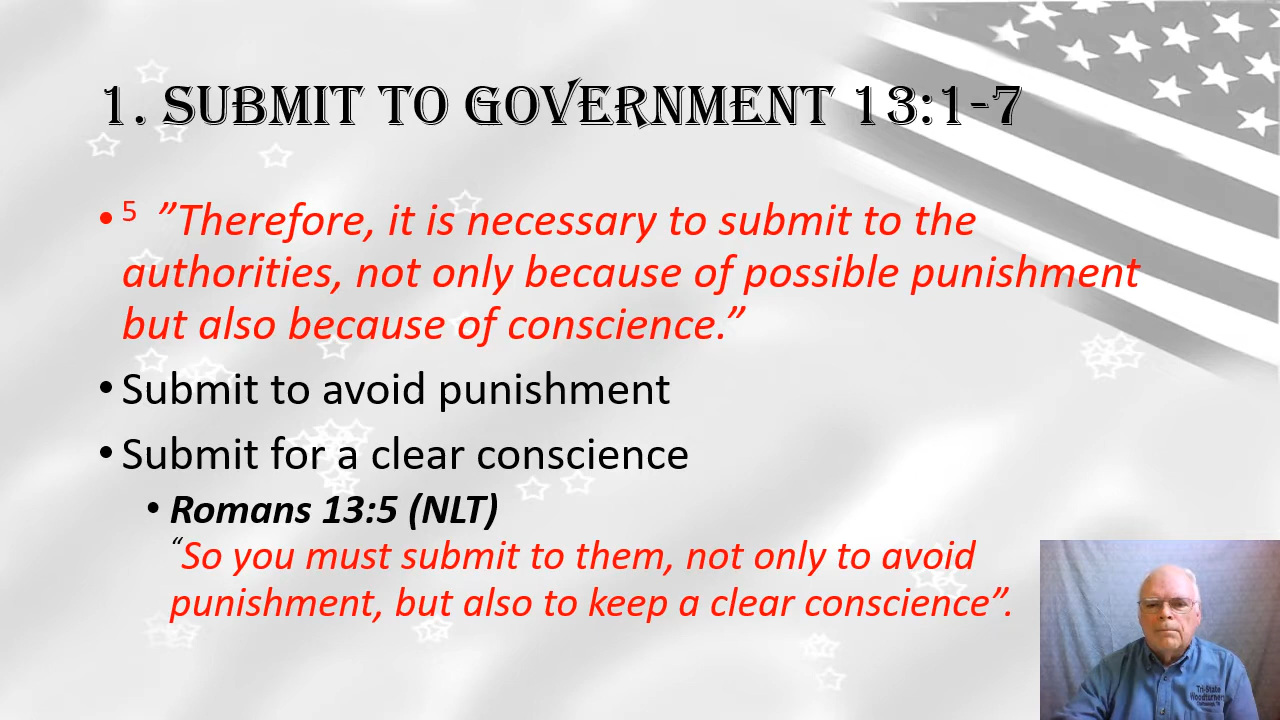 1. SUBMIT TO GOVERNMENT 13:1-7
• 5 ”Therefore, it is necessary to submit to the
authorities, not only because of possible punishment
but also because of conscience.”
• Submit to avoid punishment
• Submit for a clear conscience
• Romans 13:5 (NLT)
“So you must submit to them, not only to avoid
punishment, but also to keep a clear conscience”.
Tri-State
Woodturners